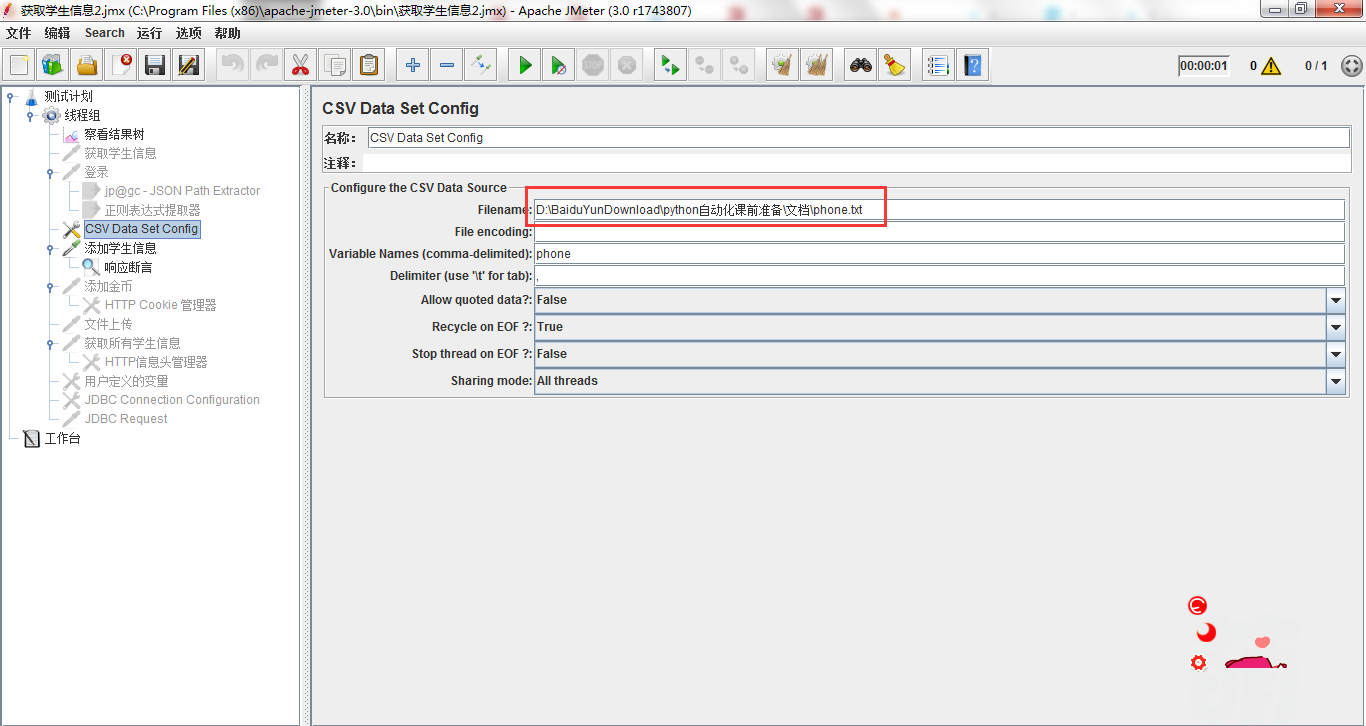 获取学生信息2.jmx (C:\Program Files (x86)\apache-jmeter-3.0\bin\获取学生信息2.jmx) - Apache JMeter (3.0 r1743807)
文件 编辑 Search 运行 选项 帮助
STOP 00:00:01 0 0 / 1
测试计划
线程组
察看结果树
获取学生信息
登录
jp@gc - JSON Path Extractor
正则表达式提取器
CSV Data Set Config
添加学生信息
响应断言
添加金币
HTTP Cookie 管理器
文件上传
获取所有学生信息
HTTP信息头管理器
用户定义的变量
JDBC Connection Configuration
JDBC Request
工作台
CSV Data Set Config
名称: CSV Data Set Config
注释:
Configure the CSV Data Source
Filename: D:\BaiduYunDownload\python自动化课前准备\文档\phone.txt
File encoding:
Variable Names (comma-delimited): phone
Delimiter (use '\t' for tab): ,
Allow quoted data?: False
Recycle on EOF ?: True
Stop thread on EOF ?: False
Sharing mode: All threads